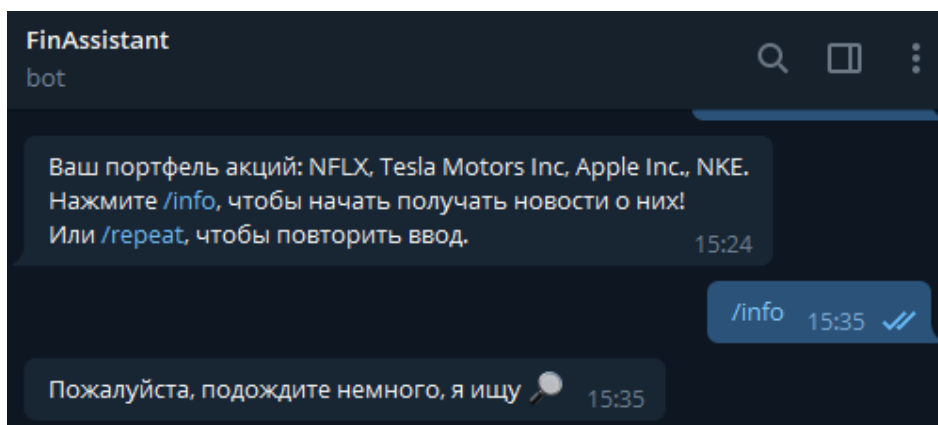 FinAssistant
bot
Ваш портфель акций: NFLX, Tesla Motors Inc, Apple Inc., NKE.
Нажмите /info, чтобы начать получать новости о них!
Или /repeat, чтобы повторить ввод.
15:24
/info 15:35
Пожалуйста, подождите немного, я ищу 🔎 15:35